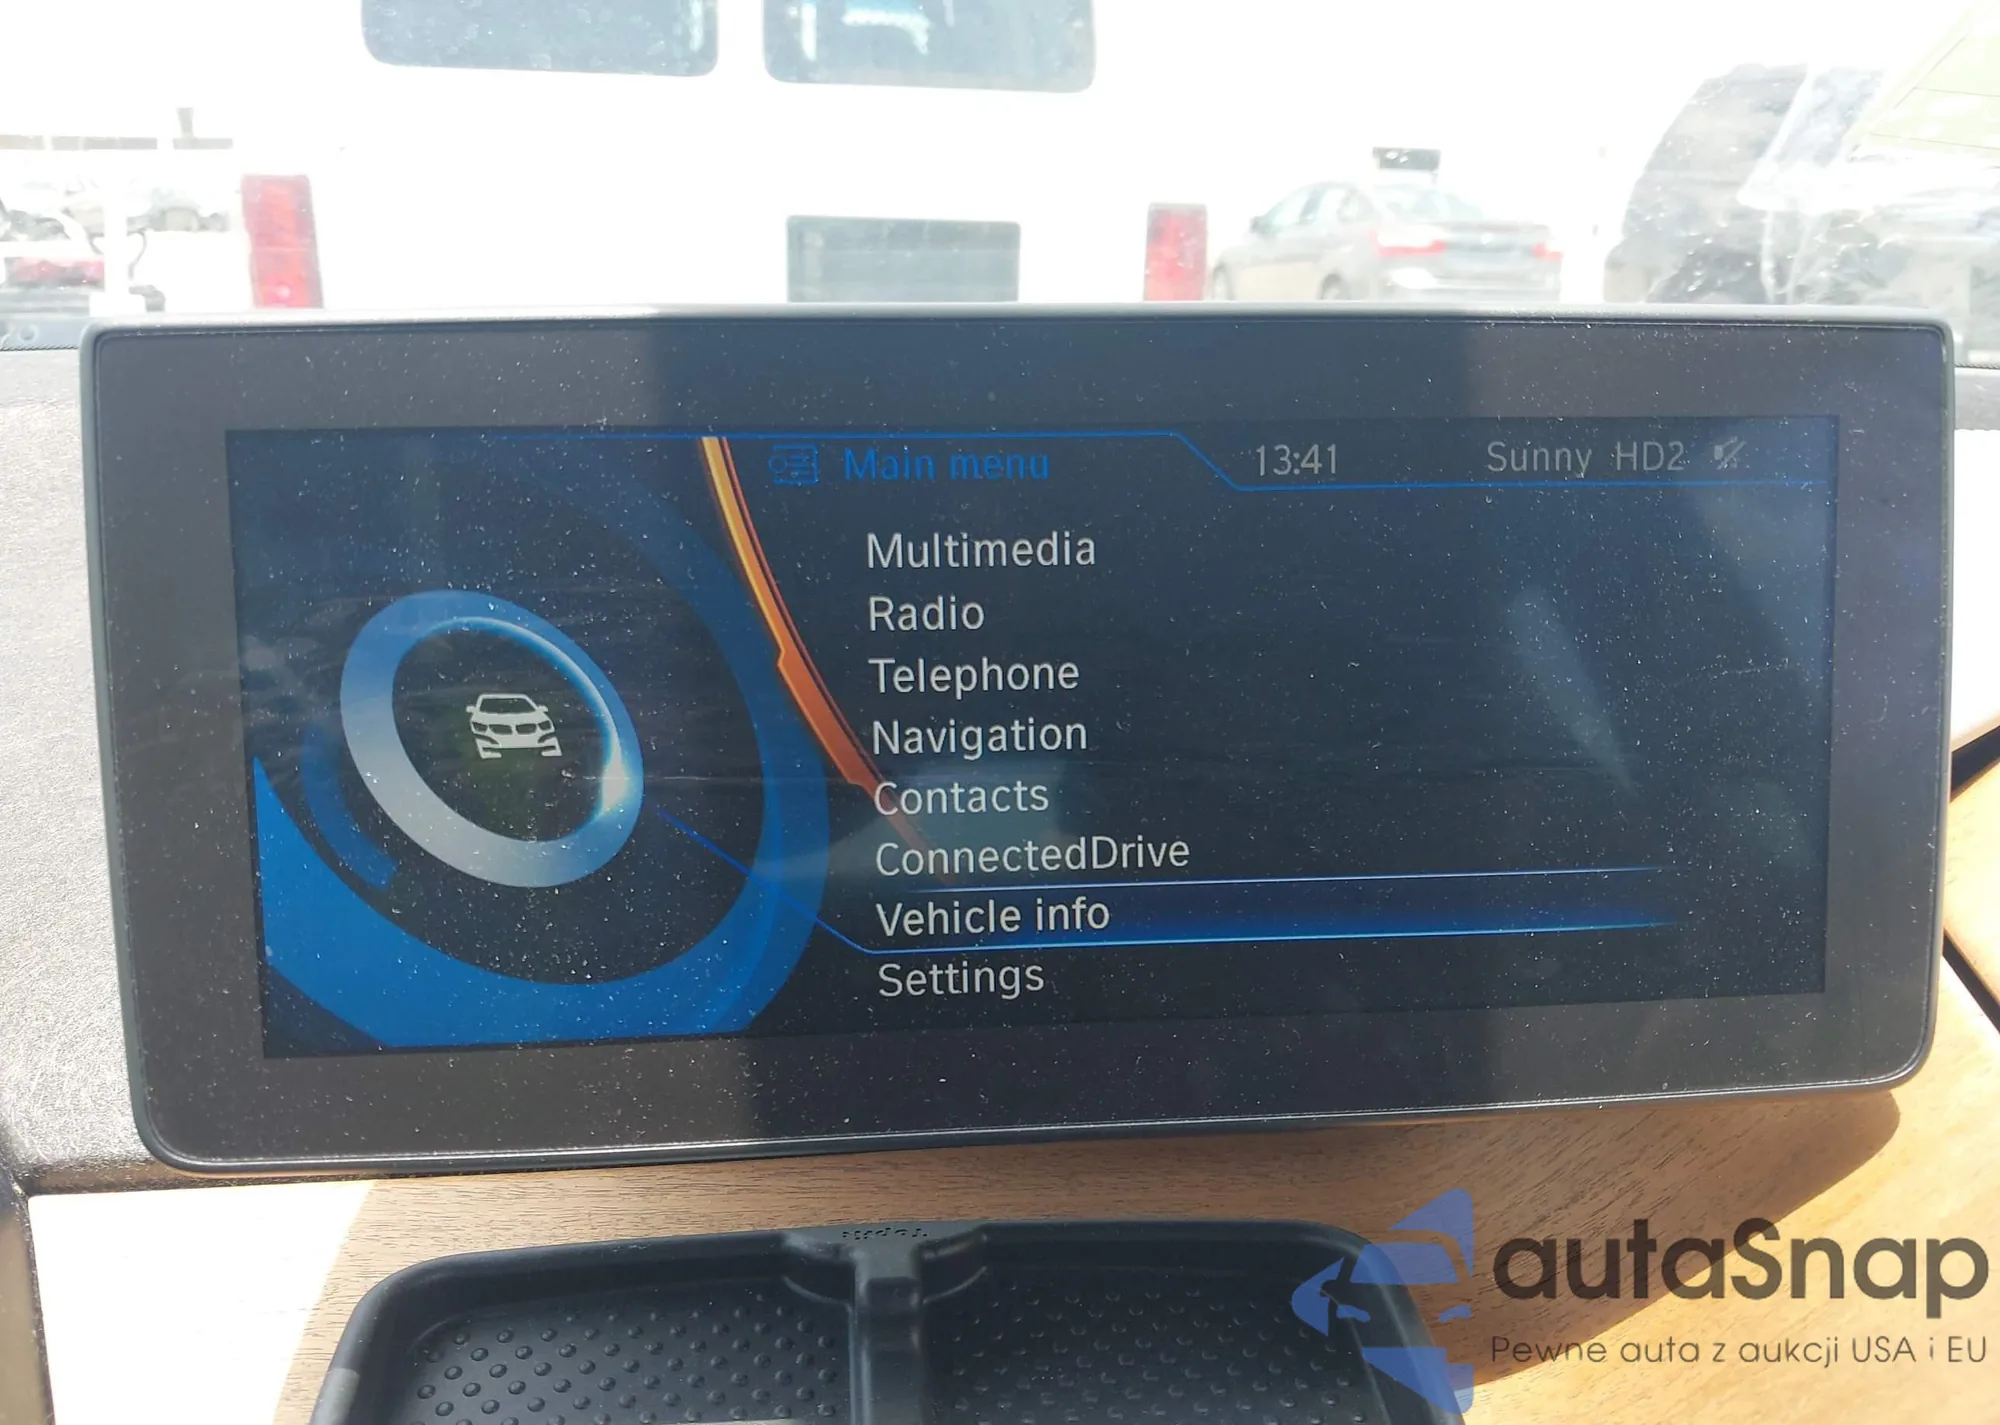 Main menu
13:41
Sunny HD2
Multimedia
Radio
Telephone
Navigation
Contacts
ConnectedDrive
Vehicle info
Settings
autaSnap
Pewne auta z aukcji USA i EU